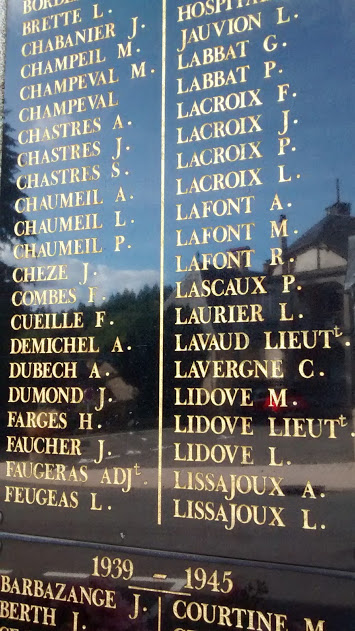 BRETTE L.
CHABANIER J.
CHAMPEIL M.
CHAMPEVAL M.
CHAMPEVAL
CHASTRES A.
CHASTRES J.
CHASTRES S.
CHAUMEIL A.
CHAUMEIL L.
CHAUMEIL P.
CHEZE J.
COMBES F.
CUEILLE F.
DEMICHEL A.
DUBECH A.
DUMOND J.
FARGES H.
FAUCHER J.
FAUGERAS ADJt.
FEUGEAS L.
JAUVION L.
LABBAT G.
LABBAT P.
LACROIX F.
LACROIX J.
LACROIX P.
LACROIX L.
LAFONT A.
LAFONT M.
LAFONT R.
LASCAUX P.
LAURIER L.
LAVAUD LIEUt.
LAVERGNE C.
LIDOVE M.
LIDOVE LIEUt.
LIDOVE L.
LISSAJOUX A.
LISSAJOUX L.
1939 - 1945
BARBAZANGE J.
BERTH J.
COURTINE M